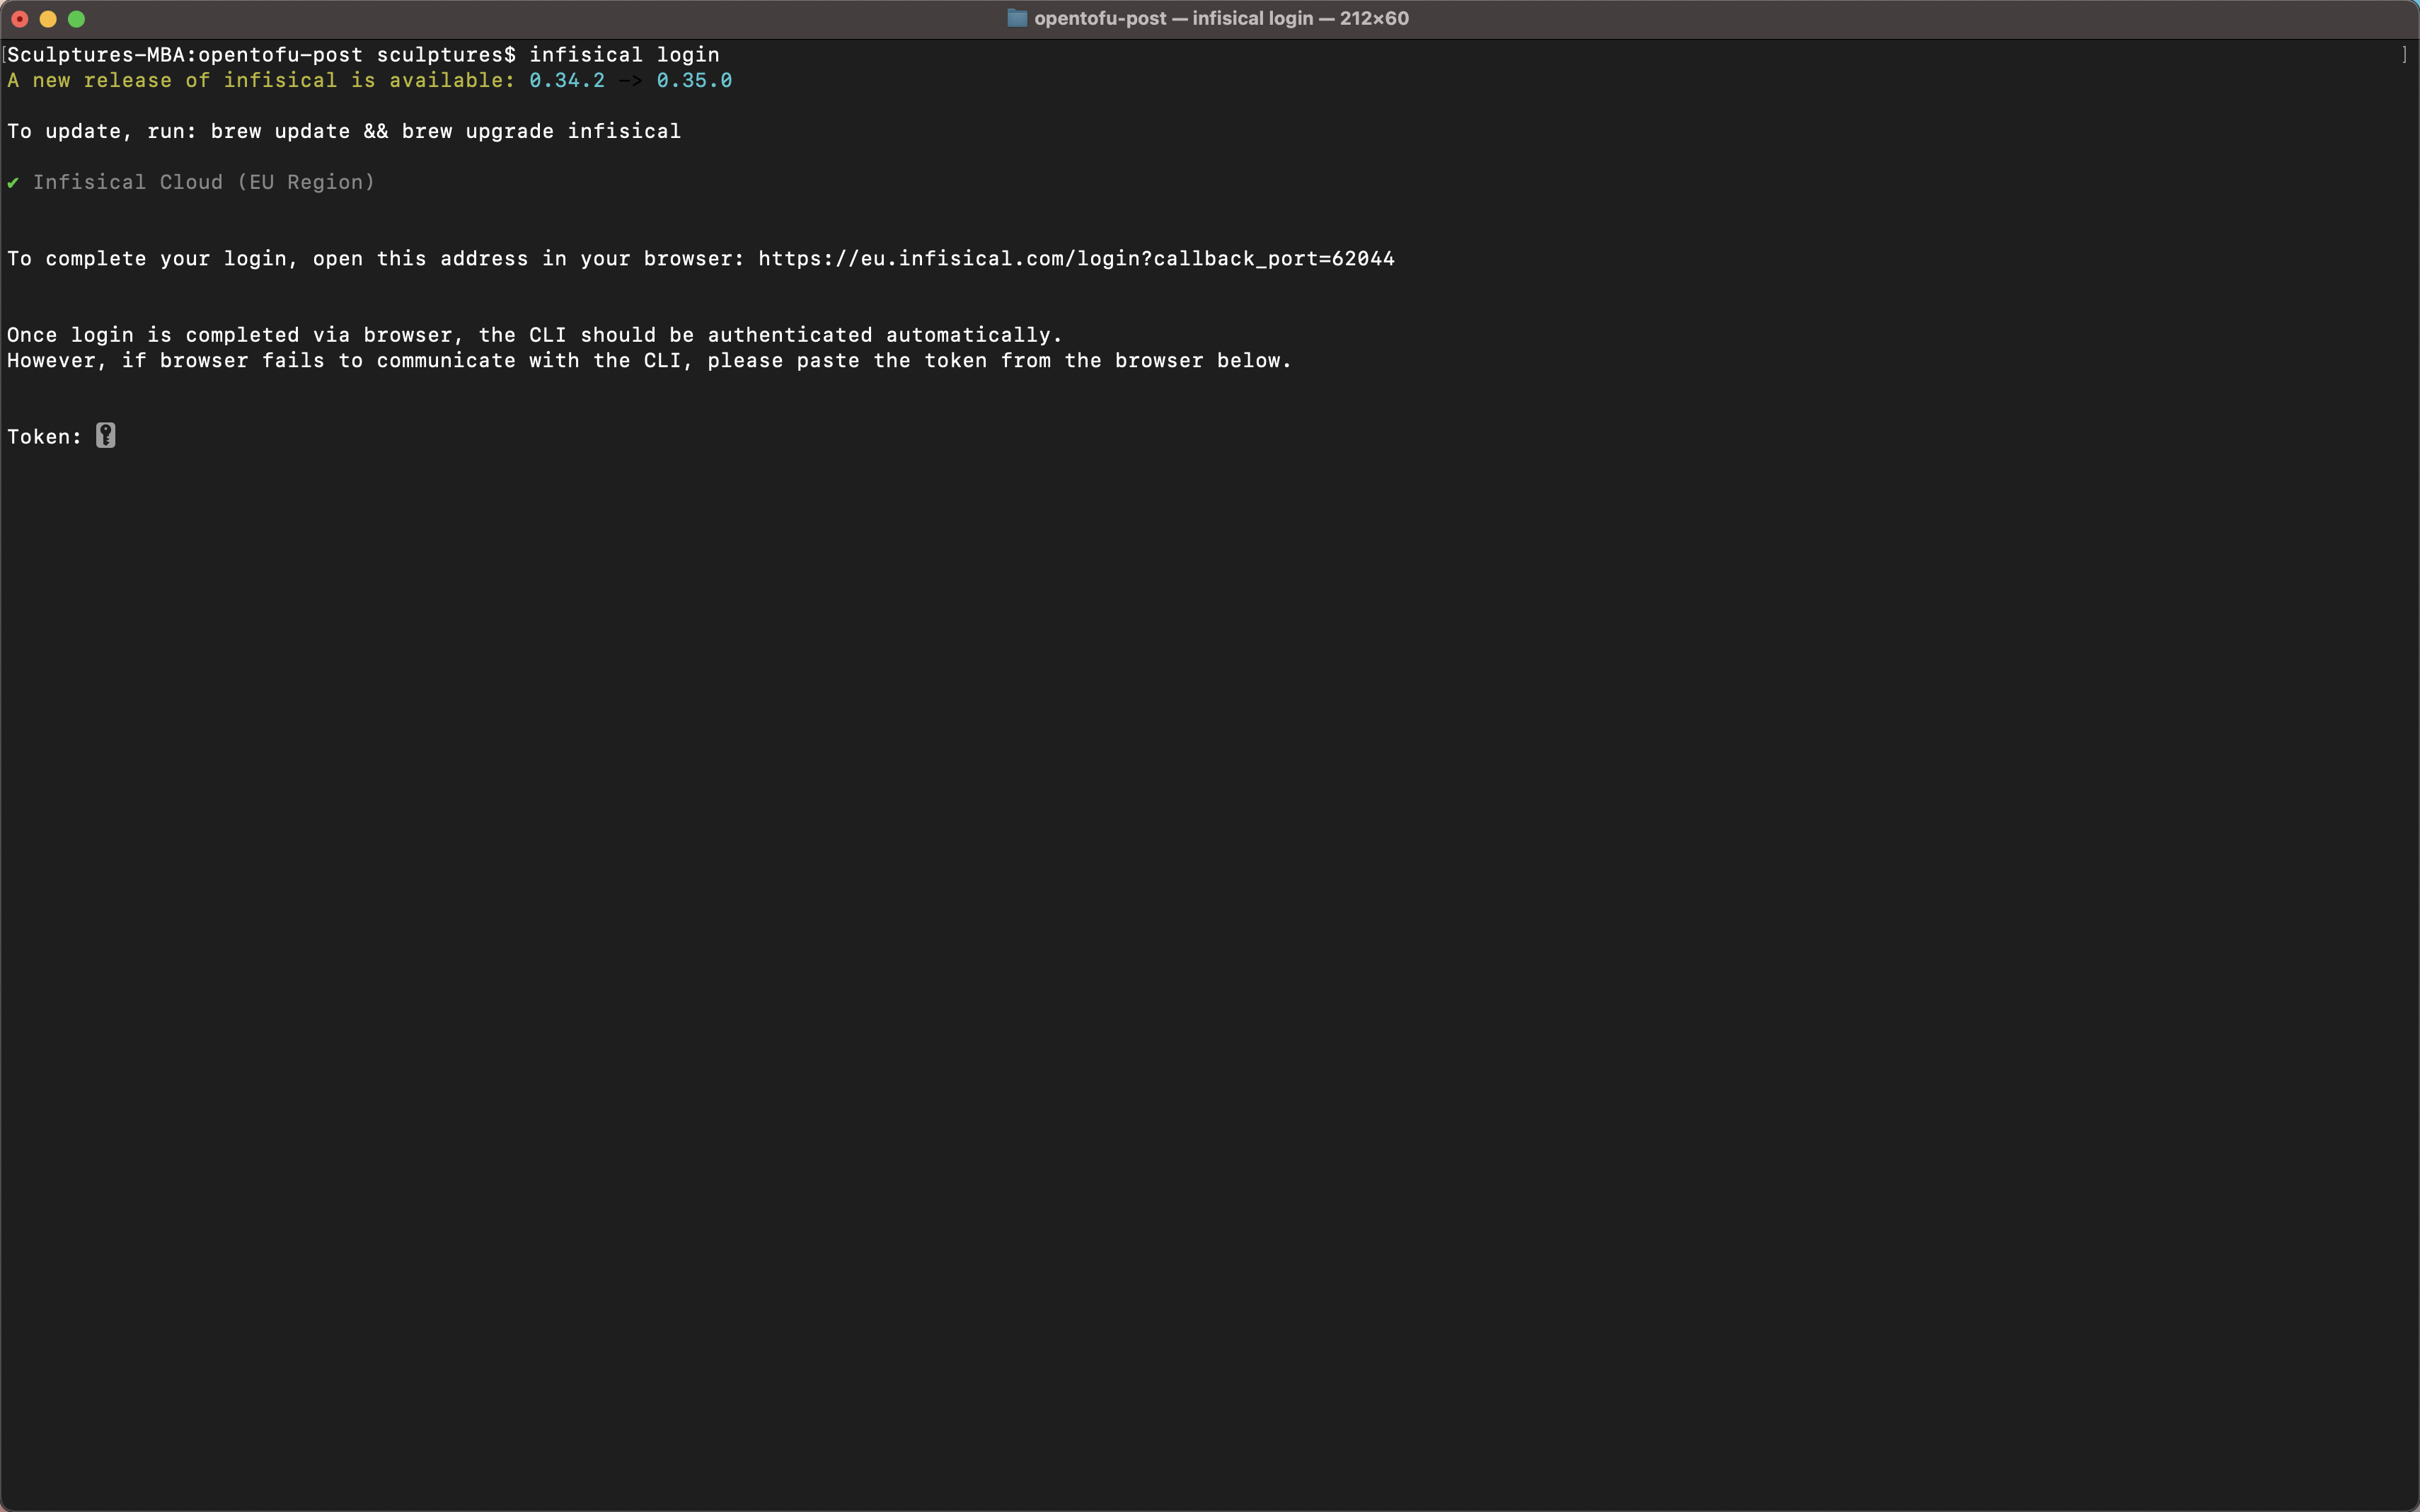 opentofu-post — infisical login — 212×60
[Sculptures-MBA:opentofu-post sculptures$ infisical login ]
A new release of infisical is available: 0.34.2 -> 0.35.0
To update, run: brew update && brew upgrade infisical
✔ Infisical Cloud (EU Region)
To complete your login, open this address in your browser: https://eu.infisical.com/login?callback_port=62044
Once login is completed via browser, the CLI should be authenticated automatically.
However, if browser fails to communicate with the CLI, please paste the token from the browser below.
Token: